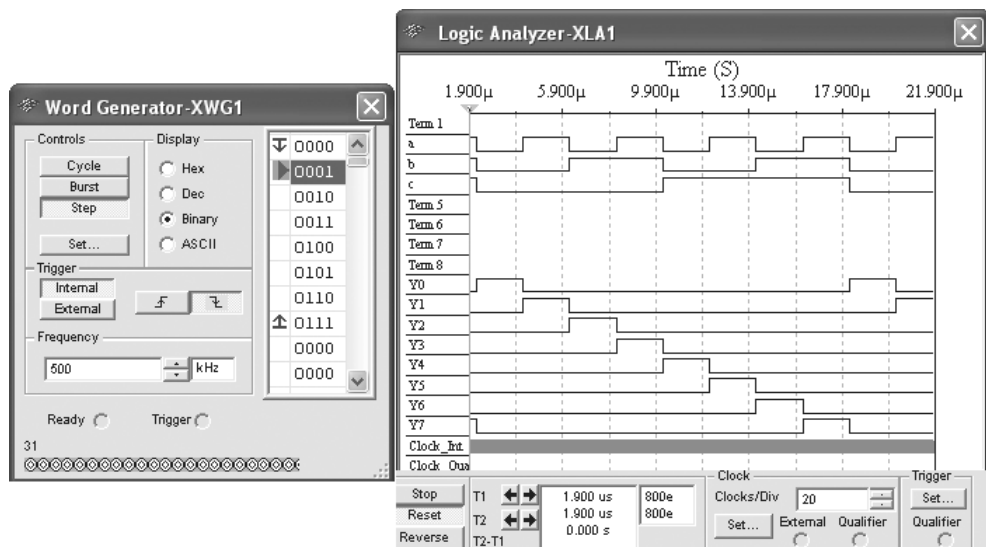 Word Generator-XWG1
Controls
Cycle
Burst
Step
Set...
Display
Hex
Dec
Binary
ASCII
Trigger
Internal
External
Frequency
500
kHz
Ready
Trigger
31
0000
0001
0010
0011
0100
0101
0110
0111
0000
0000
Logic Analyzer-XLA1
Time (S)
1.900µ 5.900µ 9.900µ 13.900µ 17.900µ 21.900µ
Term 1
a
b
c
Term 5
Term 6
Term 7
Term 8
Y0
Y1
Y2
Y3
Y4
Y5
Y6
Y7
Clock_Int
Clock_Qua
Stop
Reset
Reverse
T1
T2
T2-T1
1.900 us
1.900 us
0.000 s
800e
800e
Clock
Clocks/Div 20
Set... External Qualifier
Trigger
Set...
Qualifier